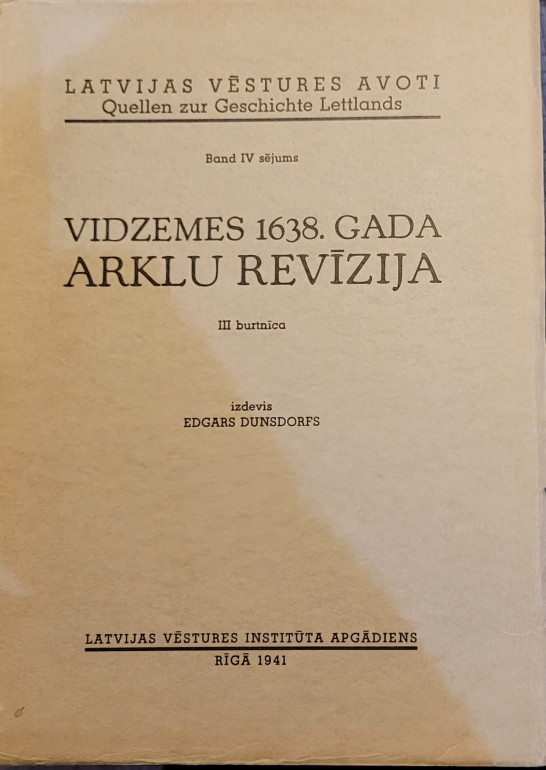 LATVIJAS VĒSTURES AVOTI
Quellen zur Geschichte Lettlands
Band IV sējums
VIDZEMES 1638. GADA
ARKLU REVĪZIJA
III burtnīca
izdevis
EDGARS DUNSDORFS
LATVIJAS VĒSTURES INSTITŪTA APGĀDIENS
RĪGĀ 1941